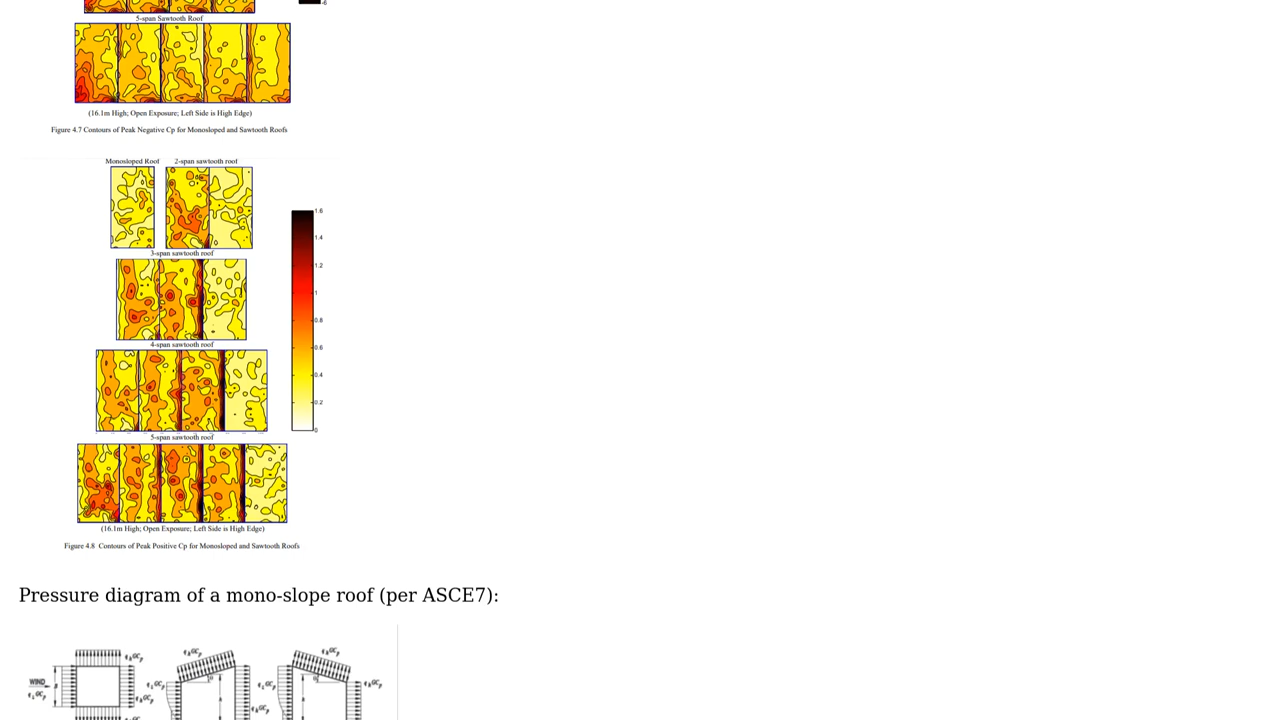 -6
5-span Sawtooth Roof
(16.1m High; Open Exposure; Left Side is High Edge)
Figure 4.7 Contours of Peak Negative Cp for Monosloped and Sawtooth Roofs
Monosloped Roof 2-span sawtooth roof
1.6
1.4
3-span sawtooth roof
1.2
1
0.8
4-span sawtooth roof
0.6
0.4
0.2
0
5-span sawtooth roof
(16.1m High; Open Exposure; Left Side is High Edge)
Figure 4.8 Contours of Peak Positive Cp for Monosloped and Sawtooth Roofs
Pressure diagram of a mono-slope roof (per ASCE7):
WIND